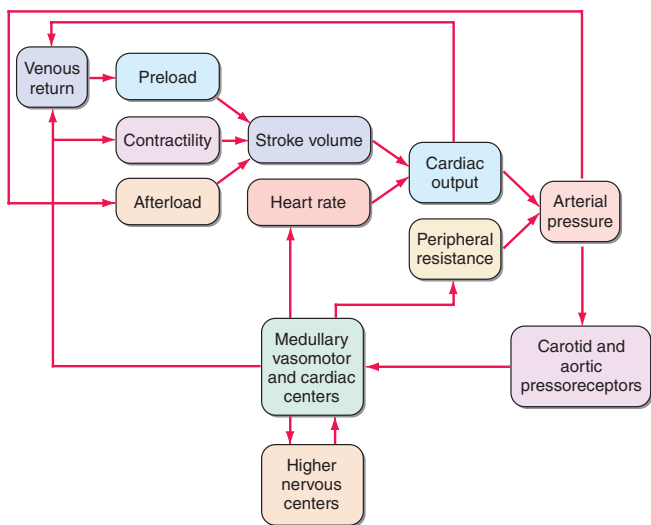 Venous
return
Preload
Contractility
Afterload
Stroke volume
Heart rate
Cardiac
output
Peripheral
resistance
Arterial
pressure
Medullary
vasomotor
and cardiac
centers
Carotid and
aortic
pressoreceptors
Higher
nervous
centers